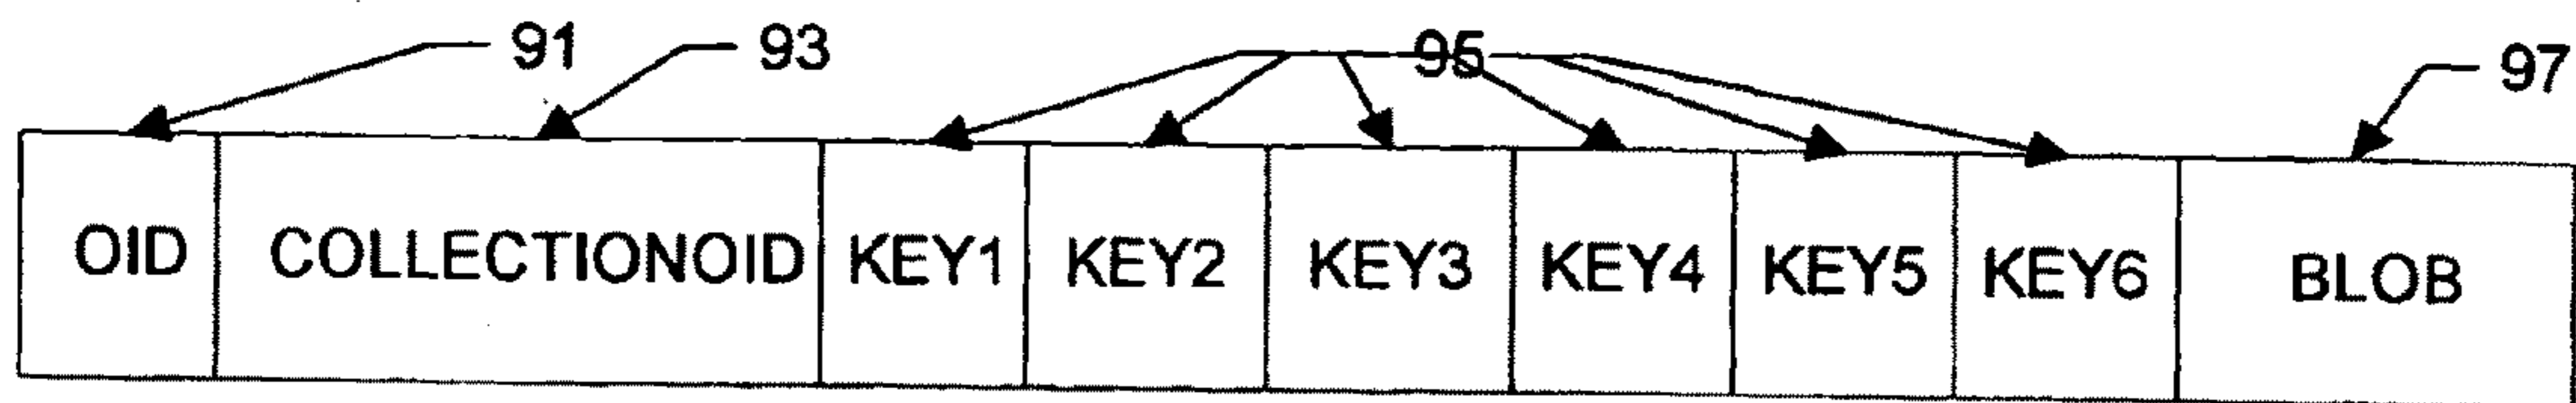 91 93 95 97
OID COLLECTIONOID KEY1 KEY2 KEY3 KEY4 KEY5 KEY6 BLOB